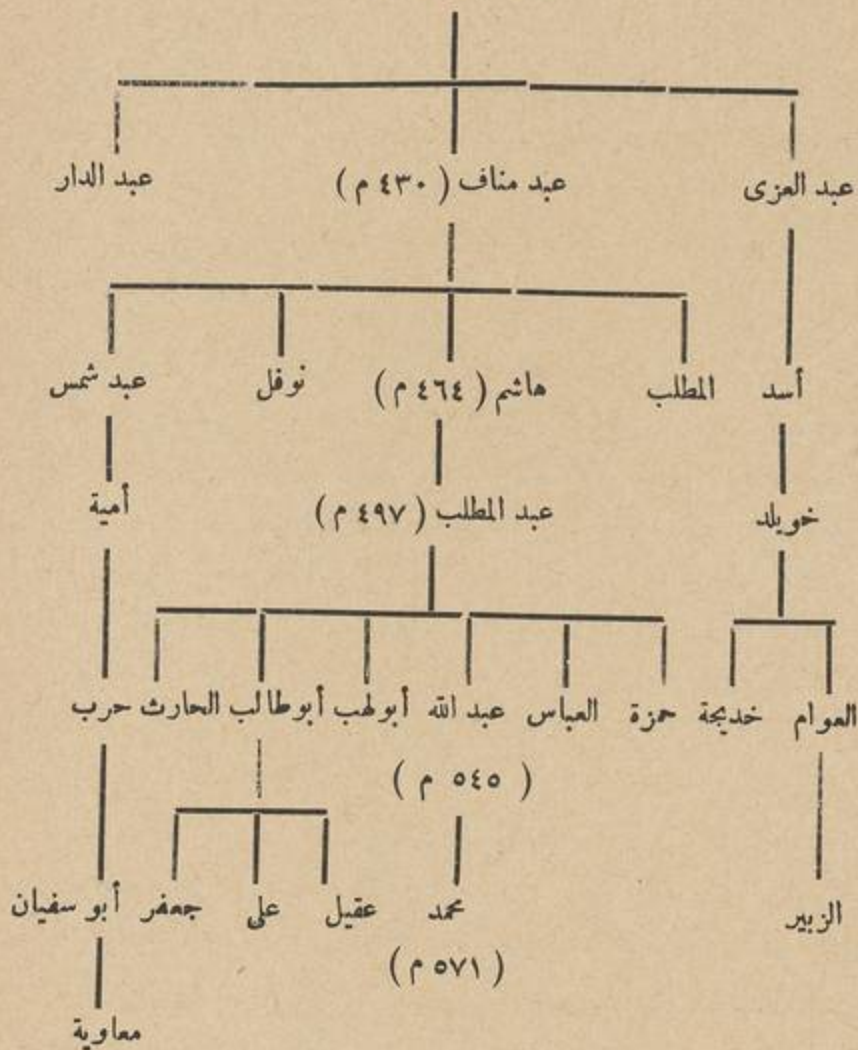 عبد العزى عبد مناف ( ٤٣٠ م ) عبد الدار
أسد المطلب هاشم ( ٤٦٤ م ) نوفل عبد شمس
خويلد عبد المطلب ( ٤٩٧ م ) أمية
العوام خديجة حمزة العباس عبد الله أبو لهب أبو طالب الحارث حرب
( ٥٤٥ م )
الزبير محمد عقيل على جعفر أبو سفيان
( ٥٧١ م )
معاوية